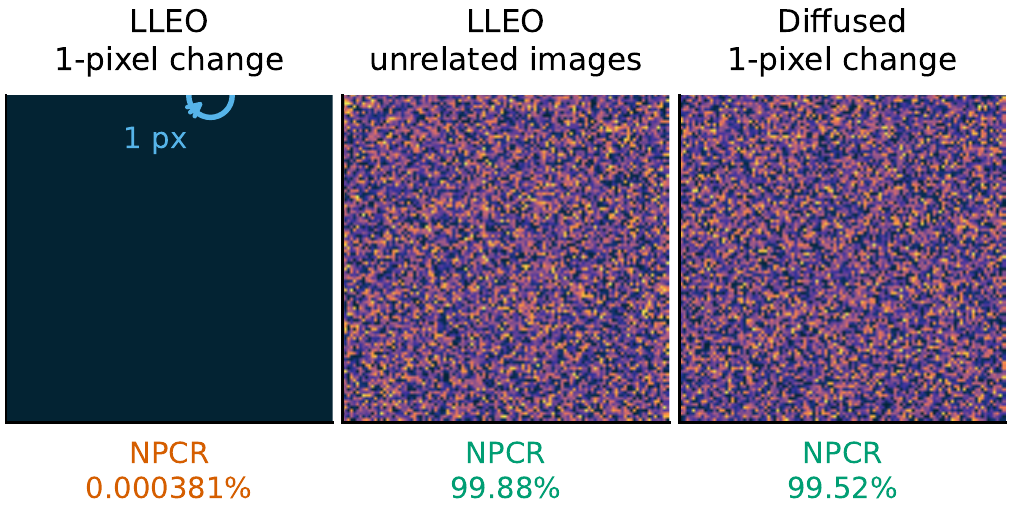 LLEO
1-pixel change
LLEO
unrelated images
Diffused
1-pixel change
1 px
NPCR
0.000381%
NPCR
99.88%
NPCR
99.52%